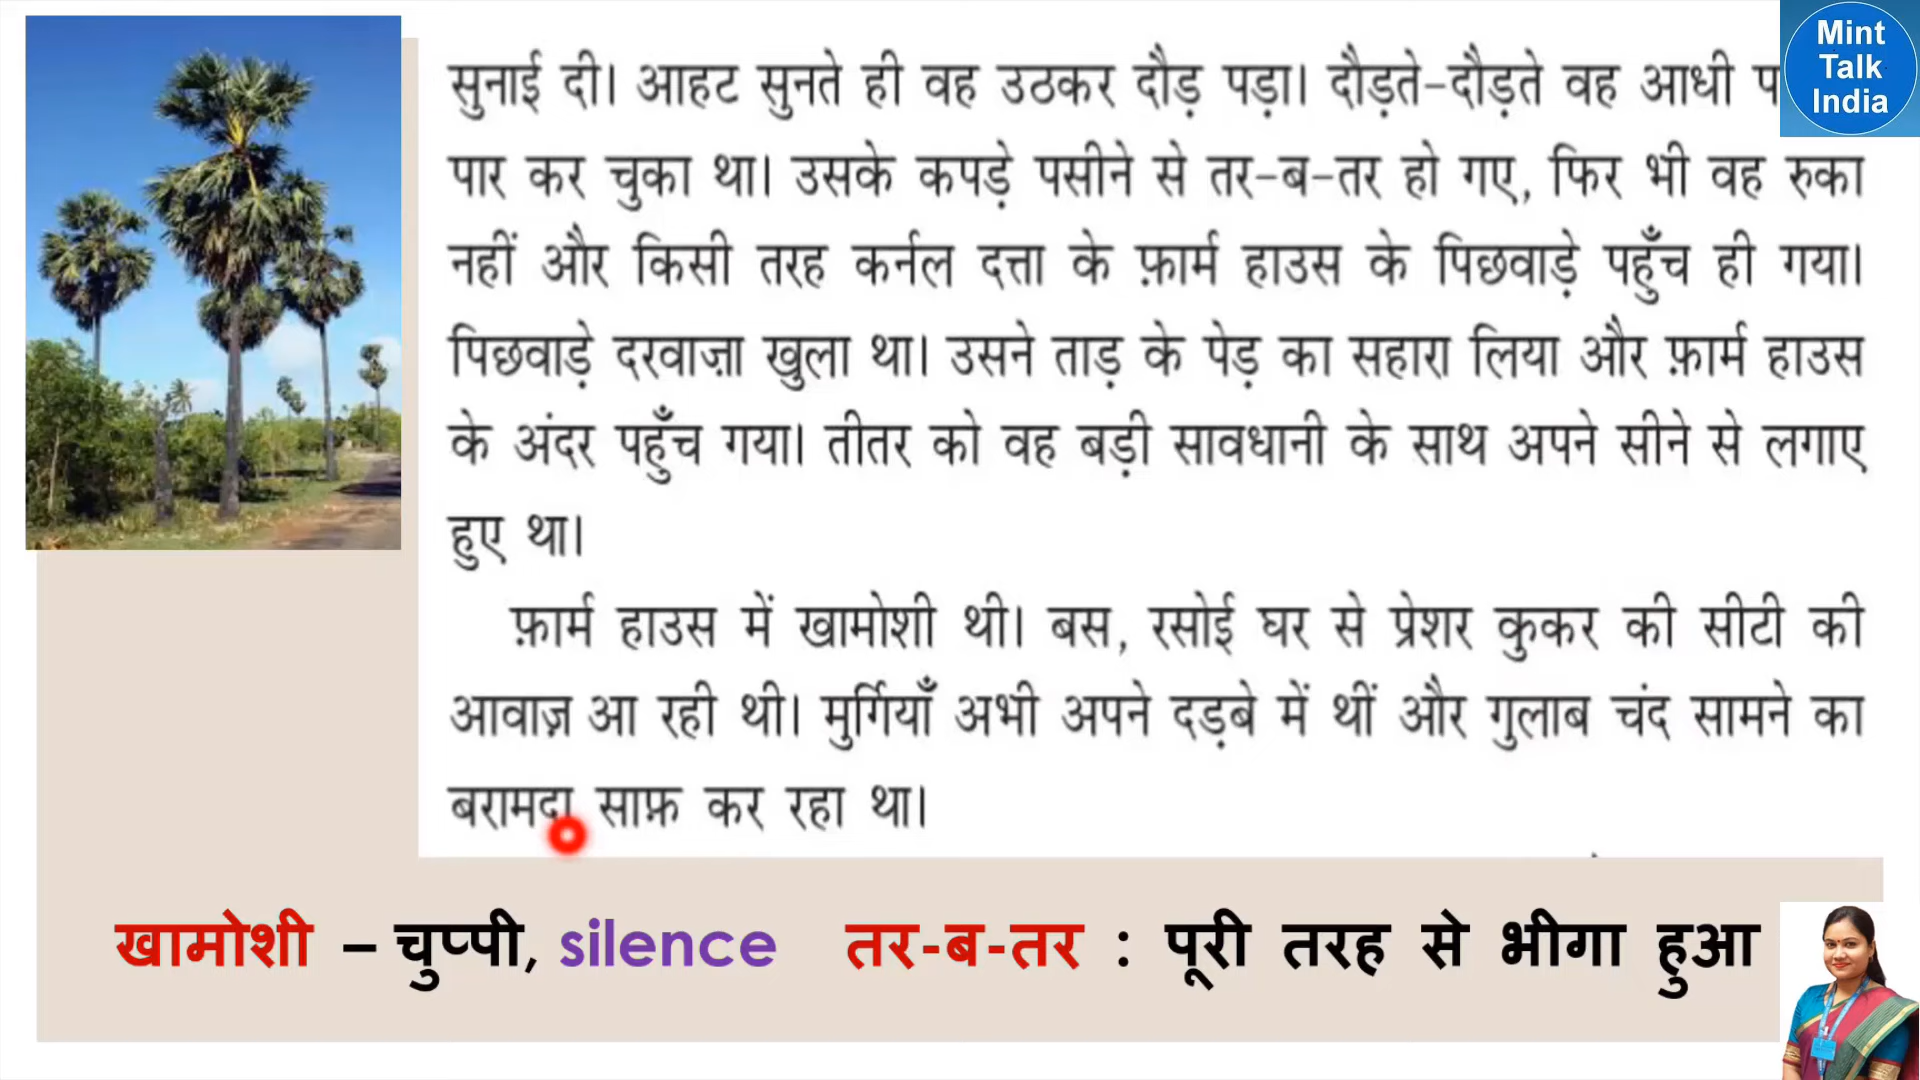 सुनाई दी। आहट सुनते ही वह उठकर दौड़ पड़ा। दौड़ते-दौड़ते वह आधी
पार कर चुका था। उसके कपड़े पसीने से तर-ब-तर हो गए, फिर भी वह रुका
नहीं और किसी तरह कर्नल दत्ता के फ़ार्म हाउस के पिछवाड़े पहुँच ही गया।
पिछवाड़े दरवाज़ा खुला था। उसने ताड़ के पेड़ का सहारा लिया और फ़ार्म हाउस
के अंदर पहुँच गया। तीतर को वह बड़ी सावधानी के साथ अपने सीने से लगाए
हुए था।
फ़ार्म हाउस में खामोशी थी। बस, रसोई घर से प्रेशर कुकर की सीटी की
आवाज़ आ रही थी। मुर्गियाँ अभी अपने दड़बे में थीं और गुलाब चंद सामने का
बरामदा साफ़ कर रहा था।
खामोशी – चुप्पी, silence तर-ब-तर : पूरी तरह से भीगा हुआ
Mint
Talk
India